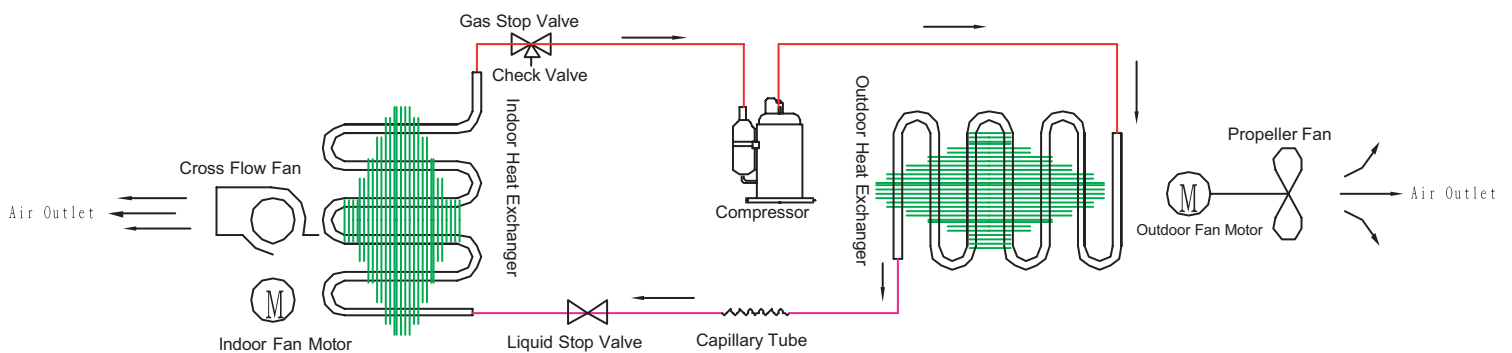 Gas Stop Valve
Check Valve
Indoor Heat Exchanger
Outdoor Heat Exchanger
Propeller Fan
Cross Flow Fan
Air Outlet
Compressor
M
Outdoor Fan Motor
Air Outlet
M
Indoor Fan Motor
Liquid Stop Valve
Capillary Tube